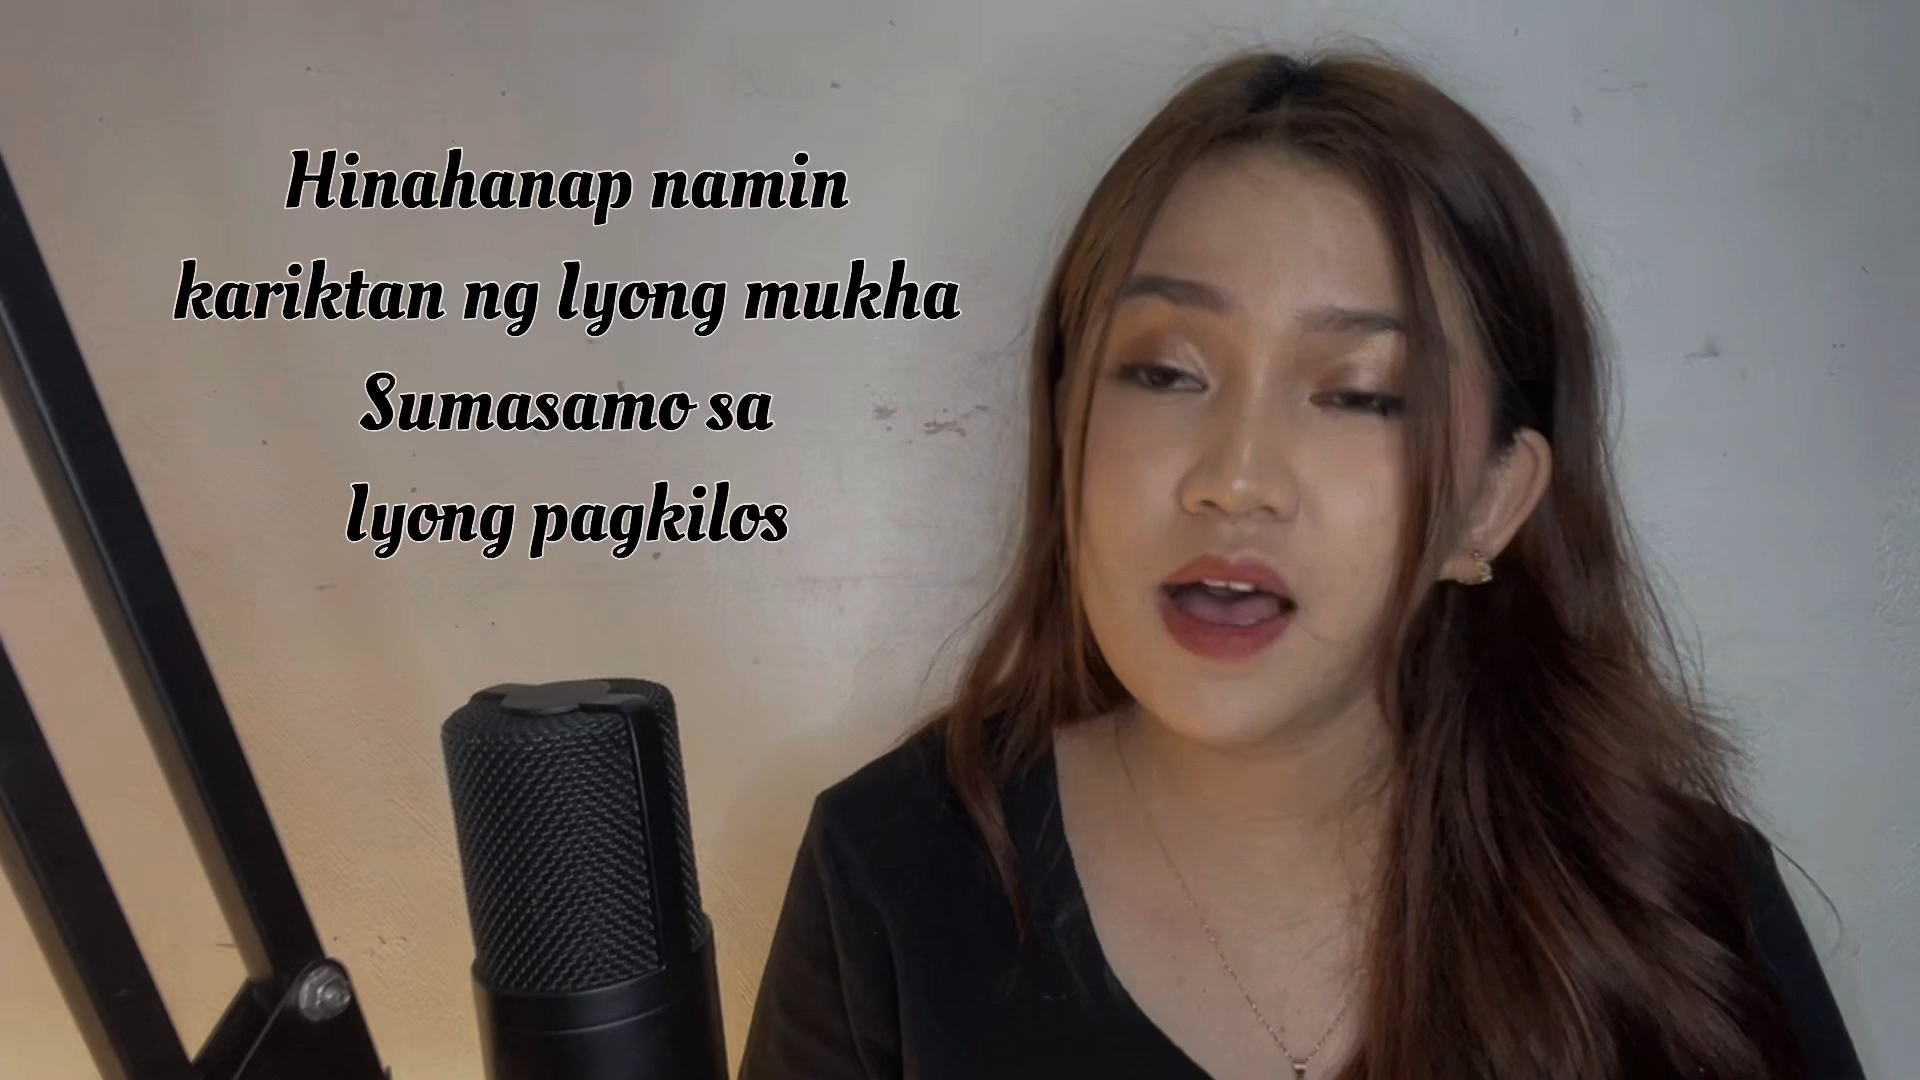 Hinahanap namin
kariktan ng Iyong mukha
Sumasamo sa
Iyong pagkilos